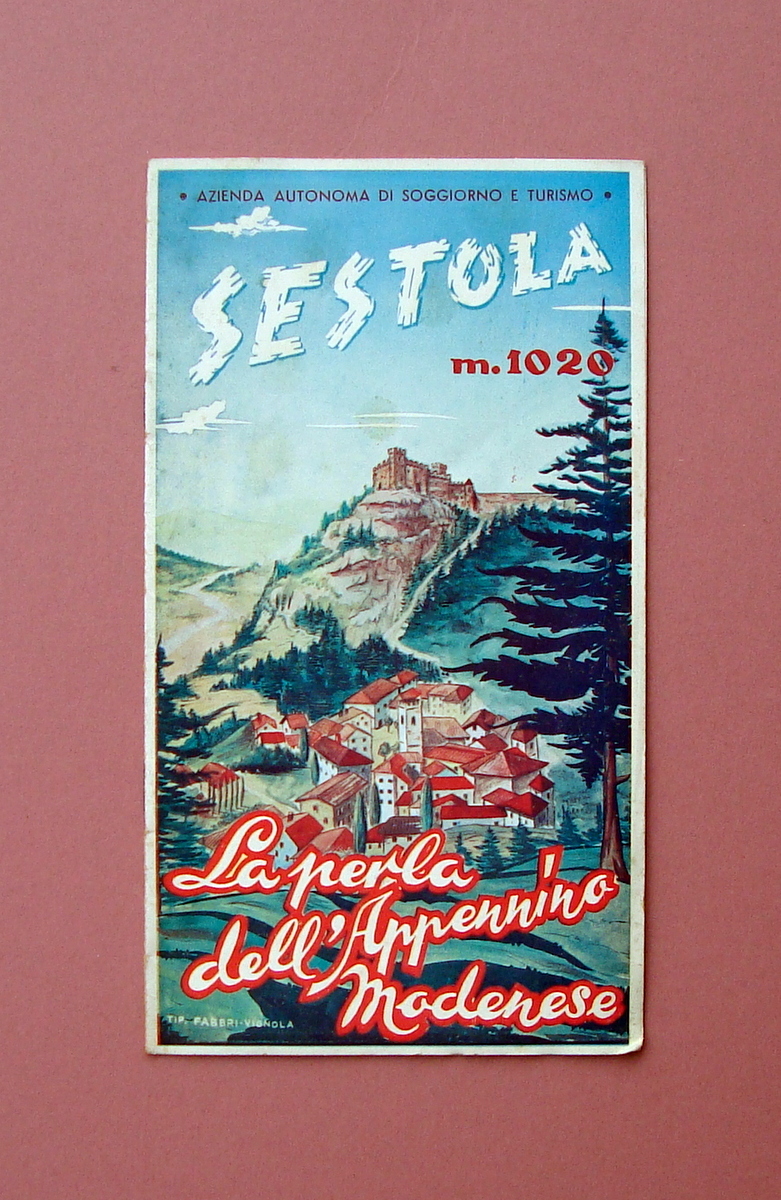 • AZIENDA AUTONOMA DI SOGGIORNO E TURISMO •
SESTOLA
m. 1020
La perla
dell'Appennino
Modenese
TIP. FABBRI - VIGNOLA